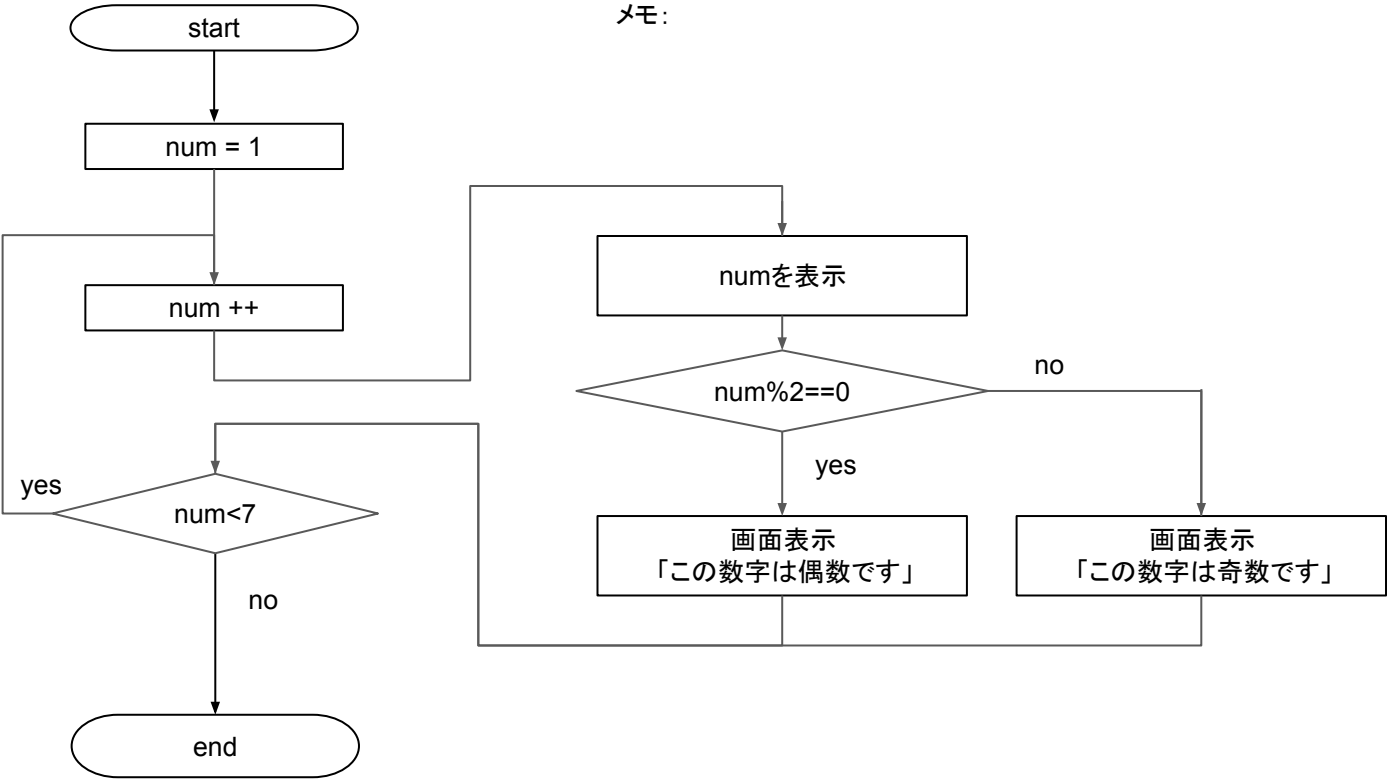 start
メモ：
num = 1
num ++
numを表示
num%2==0
no
yes
画面表示
「この数字は偶数です」
画面表示
「この数字は奇数です」
yes
num<7
no
end